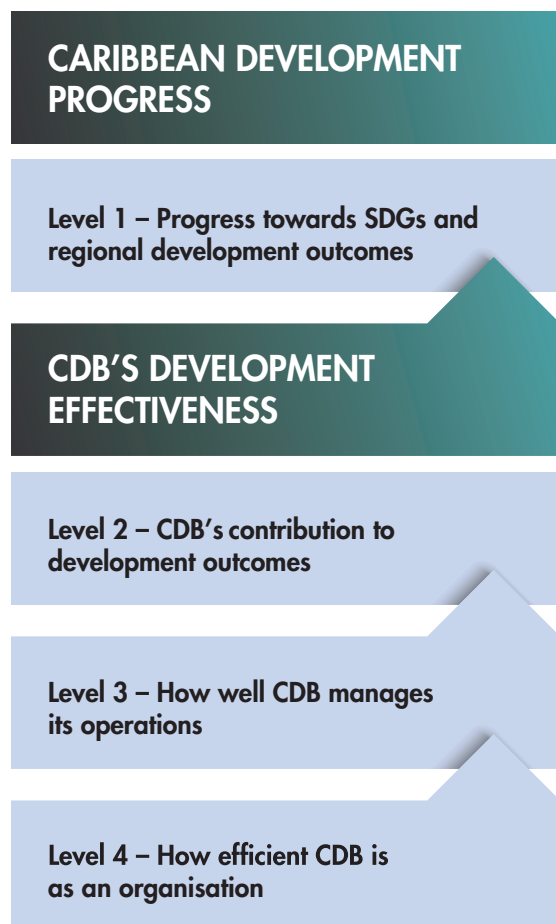 CARIBBEAN DEVELOPMENT
PROGRESS
Level 1 – Progress towards SDGs and
regional development outcomes
CDB’S DEVELOPMENT
EFFECTIVENESS
Level 2 – CDB’s contribution to
development outcomes
Level 3 – How well CDB manages
its operations
Level 4 – How efficient CDB is
as an organisation